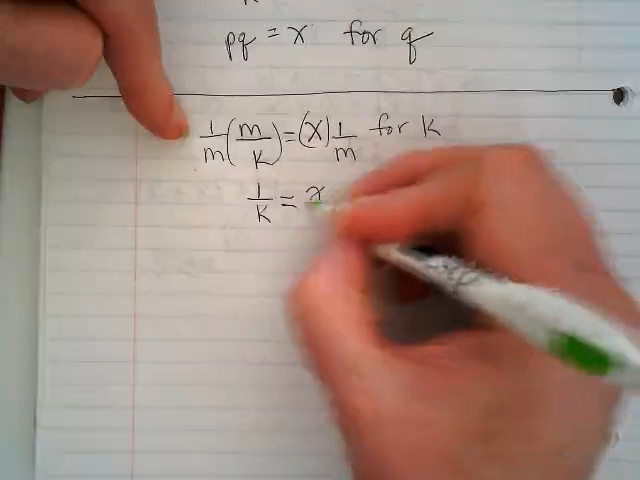 pq = x for q
1/m (m/k) = (x) 1/m for k
1/k = x